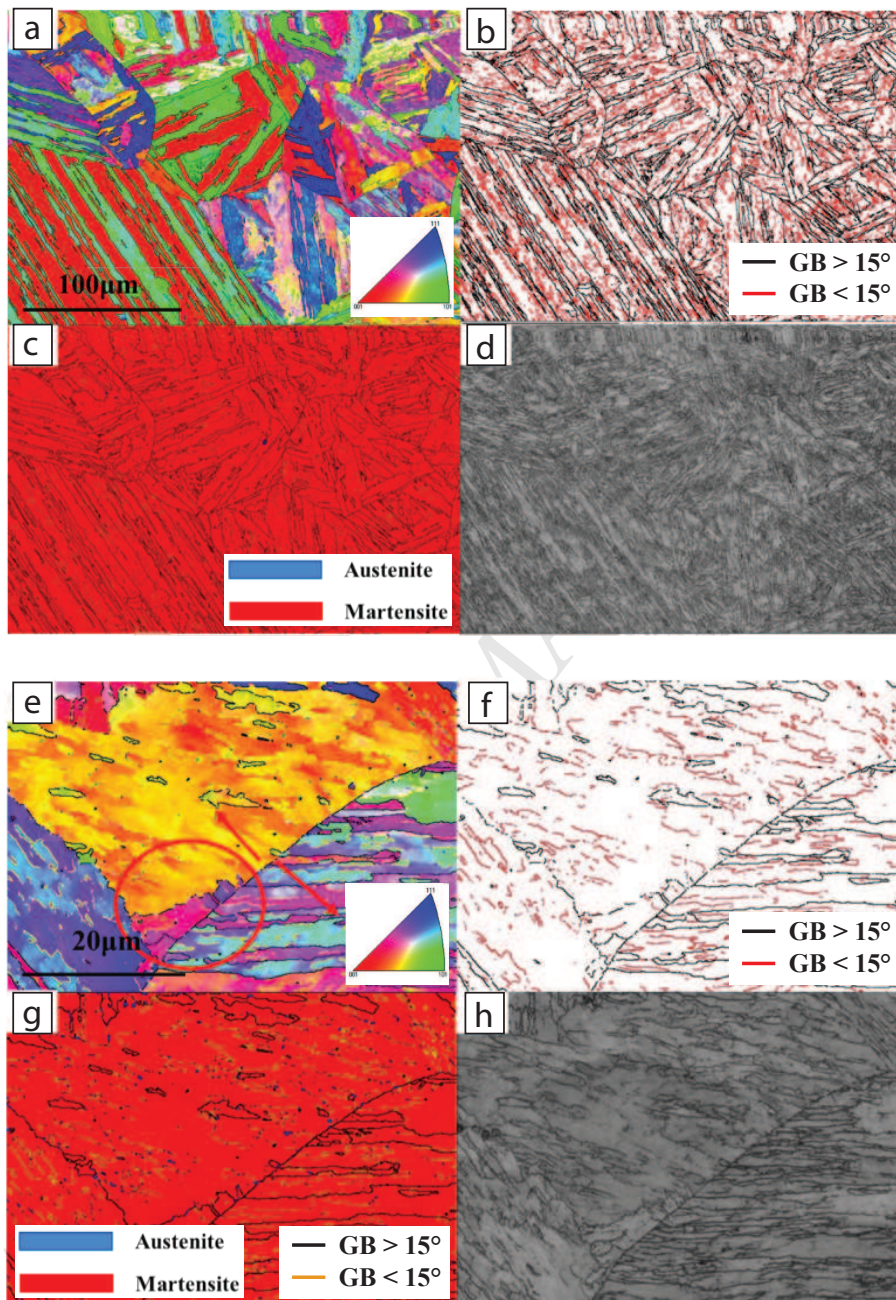 a
b
111
100µm
001
101
GB > 15°
GB < 15°
c
d
Austenite
Martensite
MA
e
f
111
20µm
001
101
GB > 15°
GB < 15°
g
h
Austenite
Martensite
GB > 15°
GB < 15°